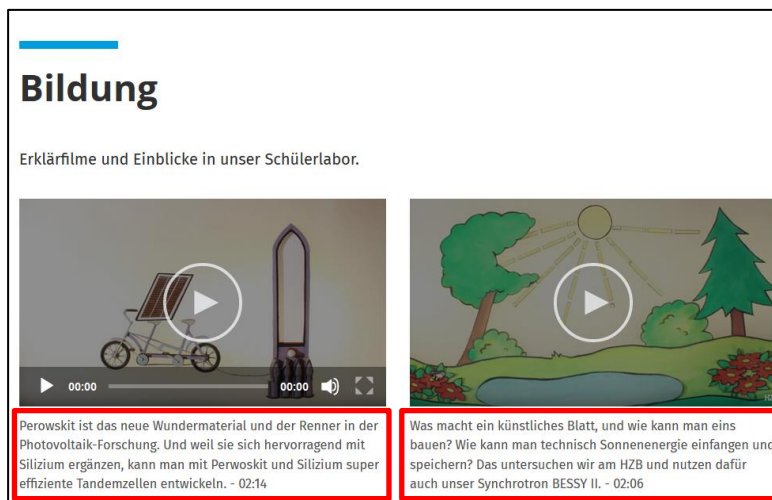 Bildung
Erklärfilme und Einblicke in unser Schülerlabor.
00:00 00:00
Perowskit ist das neue Wundermaterial und der Renner in der
Photovoltaik-Forschung. Und weil sie sich hervorragend mit
Silizium ergänzen, kann man mit Perwoskit und Silizium super
effiziente Tandemzellen entwickeln. - 02:14
Was macht ein künstliches Blatt, und wie kann man eins
bauen? Wie kann man technisch Sonnenenergie einfangen und
speichern? Das untersuchen wir am HZB und nutzen dafür
auch unser Synchrotron BESSY II. - 02:06